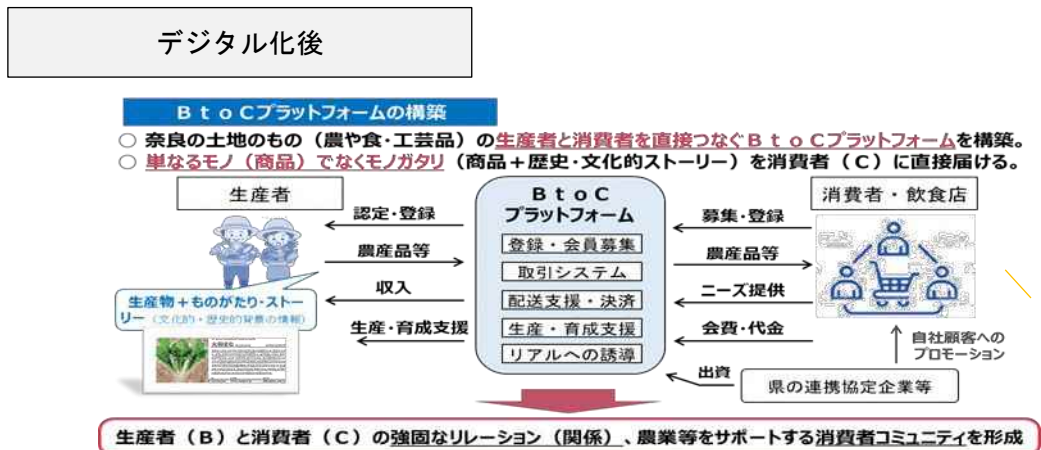 デジタル化後
BtoCプラットフォームの構築
○ 奈良の土地のもの（農や食・工芸品）の生産者と消費者を直接つなぐBtoCプラットフォームを構築。
○ 単なるモノ（商品）でなくモノガタリ（商品＋歴史・文化的ストーリー）を消費者（C）に直接届ける。
生産者
認定・登録
農産品等
収入
生産・育成支援
生産物＋ものがたり・ストー
リー（文化的・歴史的背景の情報）
BtoC
プラットフォーム
登録・会員募集
取引システム
配送支援・決済
生産・育成支援
リアルへの誘導
消費者・飲食店
募集・登録
農産品等
ニーズ提供
会費・代金
自社顧客への
プロモーション
出資
県の連携協定企業等
生産者（B）と消費者（C）の強固なリレーション（関係）、農業等をサポートする消費者コミュニティを形成